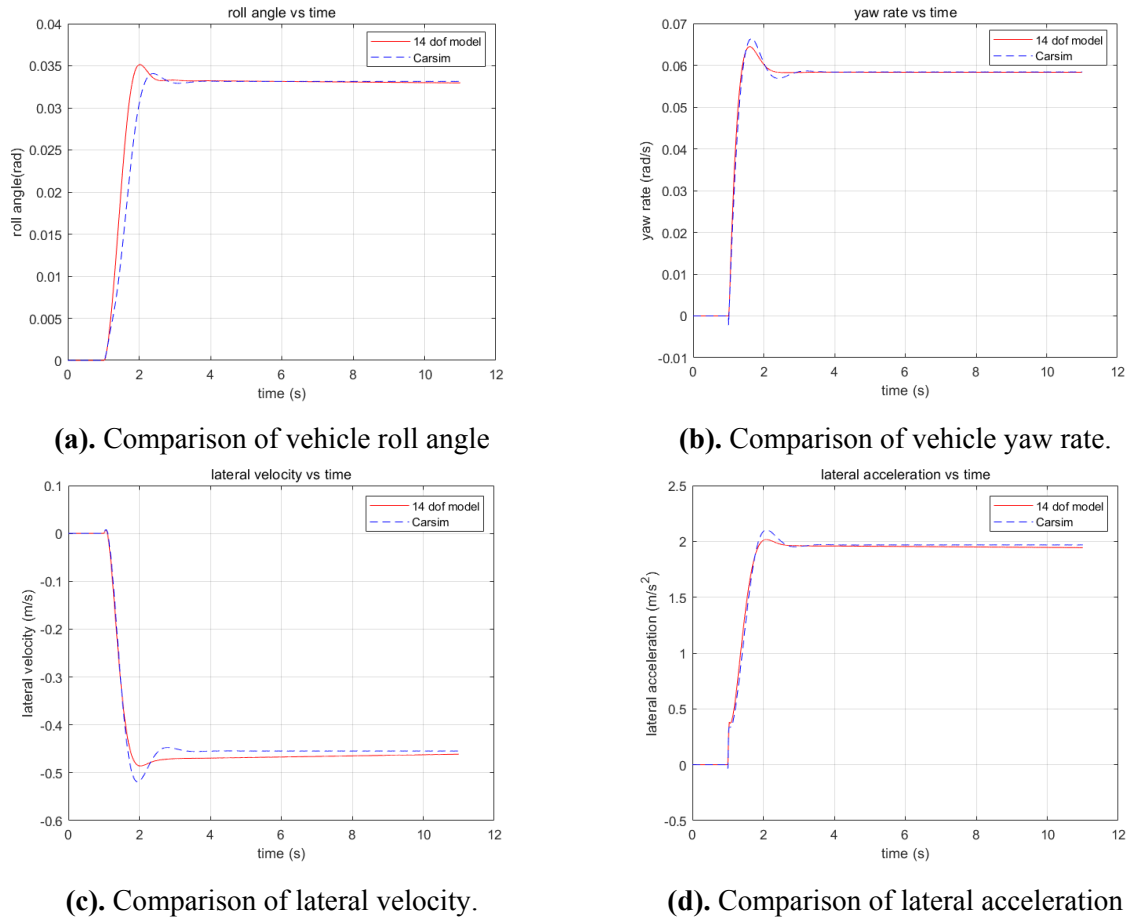 roll angle vs time
0.04
0.035
0.03
0.025
0.02
0.015
0.01
0.005
0
roll angle(rad)
14 dof model
Carsim
0 2 4 6 8 10 12
time (s)
(a). Comparison of vehicle roll angle
yaw rate vs time
0.07
0.06
0.05
0.04
0.03
0.02
0.01
0
-0.01
yaw rate (rad/s)
14 dof model
Carsim
0 2 4 6 8 10 12
time (s)
(b). Comparison of vehicle yaw rate.
lateral velocity vs time
0.1
0
-0.1
-0.2
-0.3
-0.4
-0.5
-0.6
lateral velocity (m/s)
14 dof model
Carsim
0 2 4 6 8 10 12
time (s)
(c). Comparison of lateral velocity.
lateral acceleration vs time
2.5
2
1.5
1
0.5
0
-0.5
lateral acceleration (m/s²)
14 dof model
Carsim
0 2 4 6 8 10 12
time (s)
(d). Comparison of lateral acceleration